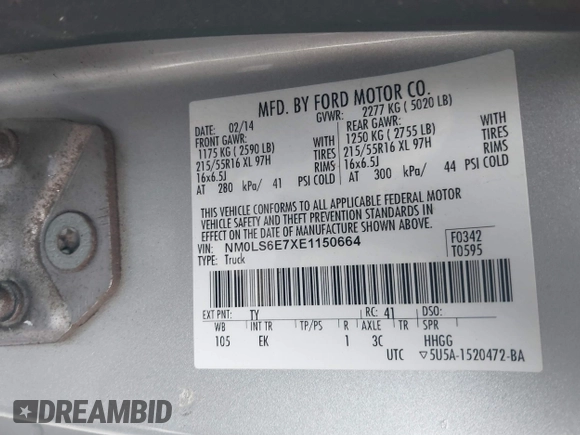 MFD. BY FORD MOTOR CO.
DATE: 02/14 GVWR: 2277 KG ( 5020 LB)
FRONT GAWR: REAR GAWR:
1175 KG ( 2590 LB) WITH 1250 KG ( 2755 LB) WITH
215/55R16 XL 97H TIRES 215/55R16 XL 97H TIRES
16x6.5J RIMS 16x6.5J RIMS
AT 280 kPa/ 41 PSI COLD AT 300 kPa/ 44 PSI COLD
THIS VEHICLE CONFORMS TO ALL APPLICABLE FEDERAL MOTOR
VEHICLE SAFETY AND THEFT PREVENTION STANDARDS IN
EFFECT ON THE DATE OF MANUFACTURE SHOWN ABOVE.
VIN: NM0LS6E7XE1150664 F0342
TYPE: Truck T0595
EXT PNT: TY RC: 41 DSO:
WB INT TR TP/PS R AXLE TR SPR
105 EK 1 3C HHGG
UTC ▽5U5A-1520472-BA
DREAMBID